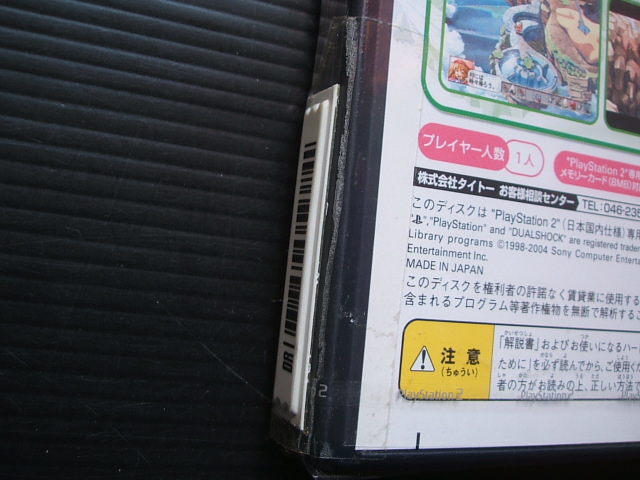 プレイヤー人数 1人
"PlayStation 2"専用
メモリーカード(8MB)対
株式会社タイトー お客様相談センター TEL:046-235
このディスクは "PlayStation 2" (日本国内仕様) 専用
","PlayStation" and "DUALSHOCK" are registered trade
Library programs ©1998-2004 Sony Computer Enterta
Entertainment Inc.
MADE IN JAPAN
このディスクを権利者の許諾なく賃貸業に使用する
含まれるプログラム等著作権物を無断で解析するこ
注意
(ちゅうい)
「解説書」およびお使いになるハー
ために」を必ず読んでから、ご使用く
者の方がお読みの上、正しい方法で
PlayStation 2
PlayStation 2